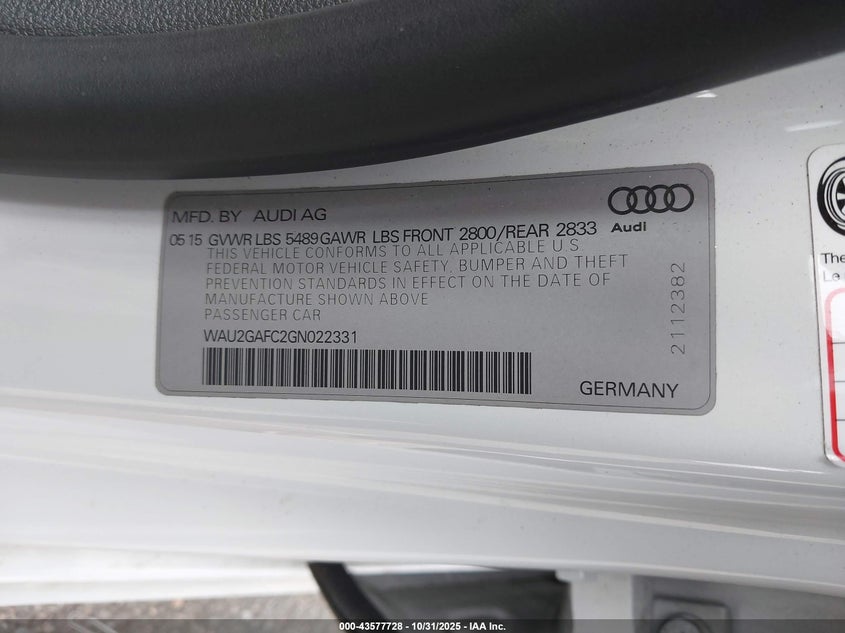 MFD. BY AUDI AG
Audi
05 15 GVWR LBS 5489 GAWR LBS FRONT 2800/REAR 2833
THIS VEHICLE CONFORMS TO ALL APPLICABLE U.S.
FEDERAL MOTOR VEHICLE SAFETY, BUMPER AND THEFT
PREVENTION STANDARDS IN EFFECT ON THE DATE OF
MANUFACTURE SHOWN ABOVE
PASSENGER CAR
WAU2GAFC2GN022331
GERMANY
2112382
The
Le
000-43577728 - 10/31/2025 - IAA Inc.